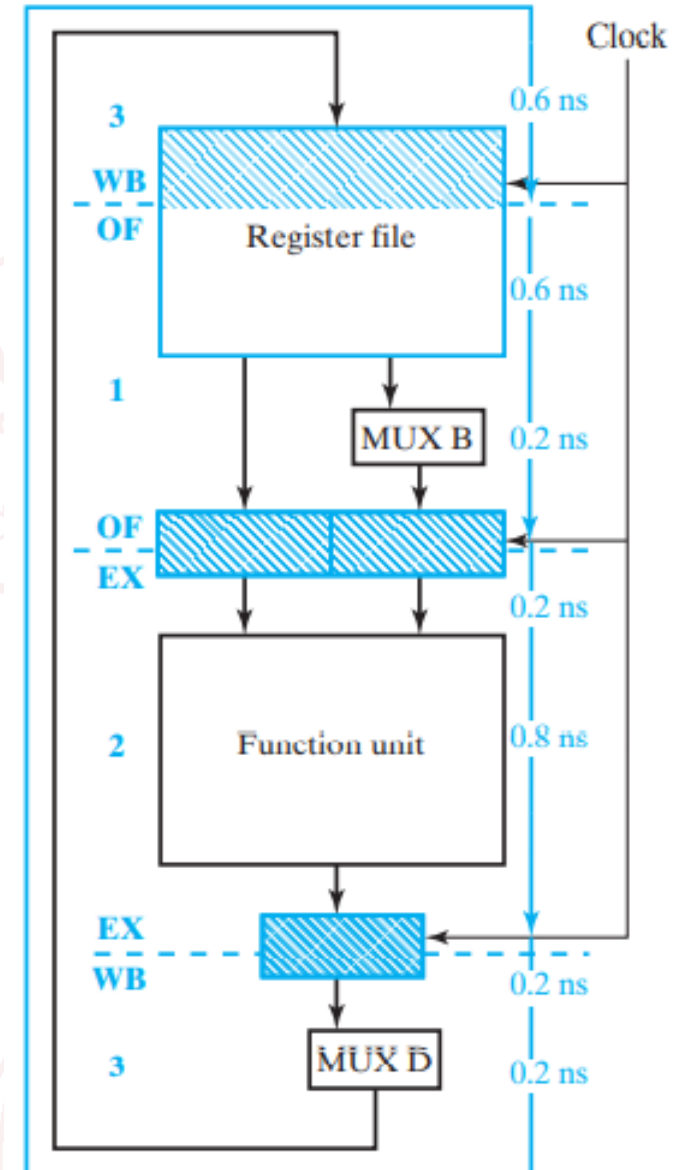 Clock
0.6 ns
3
WB
OF
Register file
0.6 ns
1
MUX B
0.2 ns
OF
EX
0.2 ns
2
Function unit
0.8 ns
EX
WB
0.2 ns
3
MUX D
0.2 ns